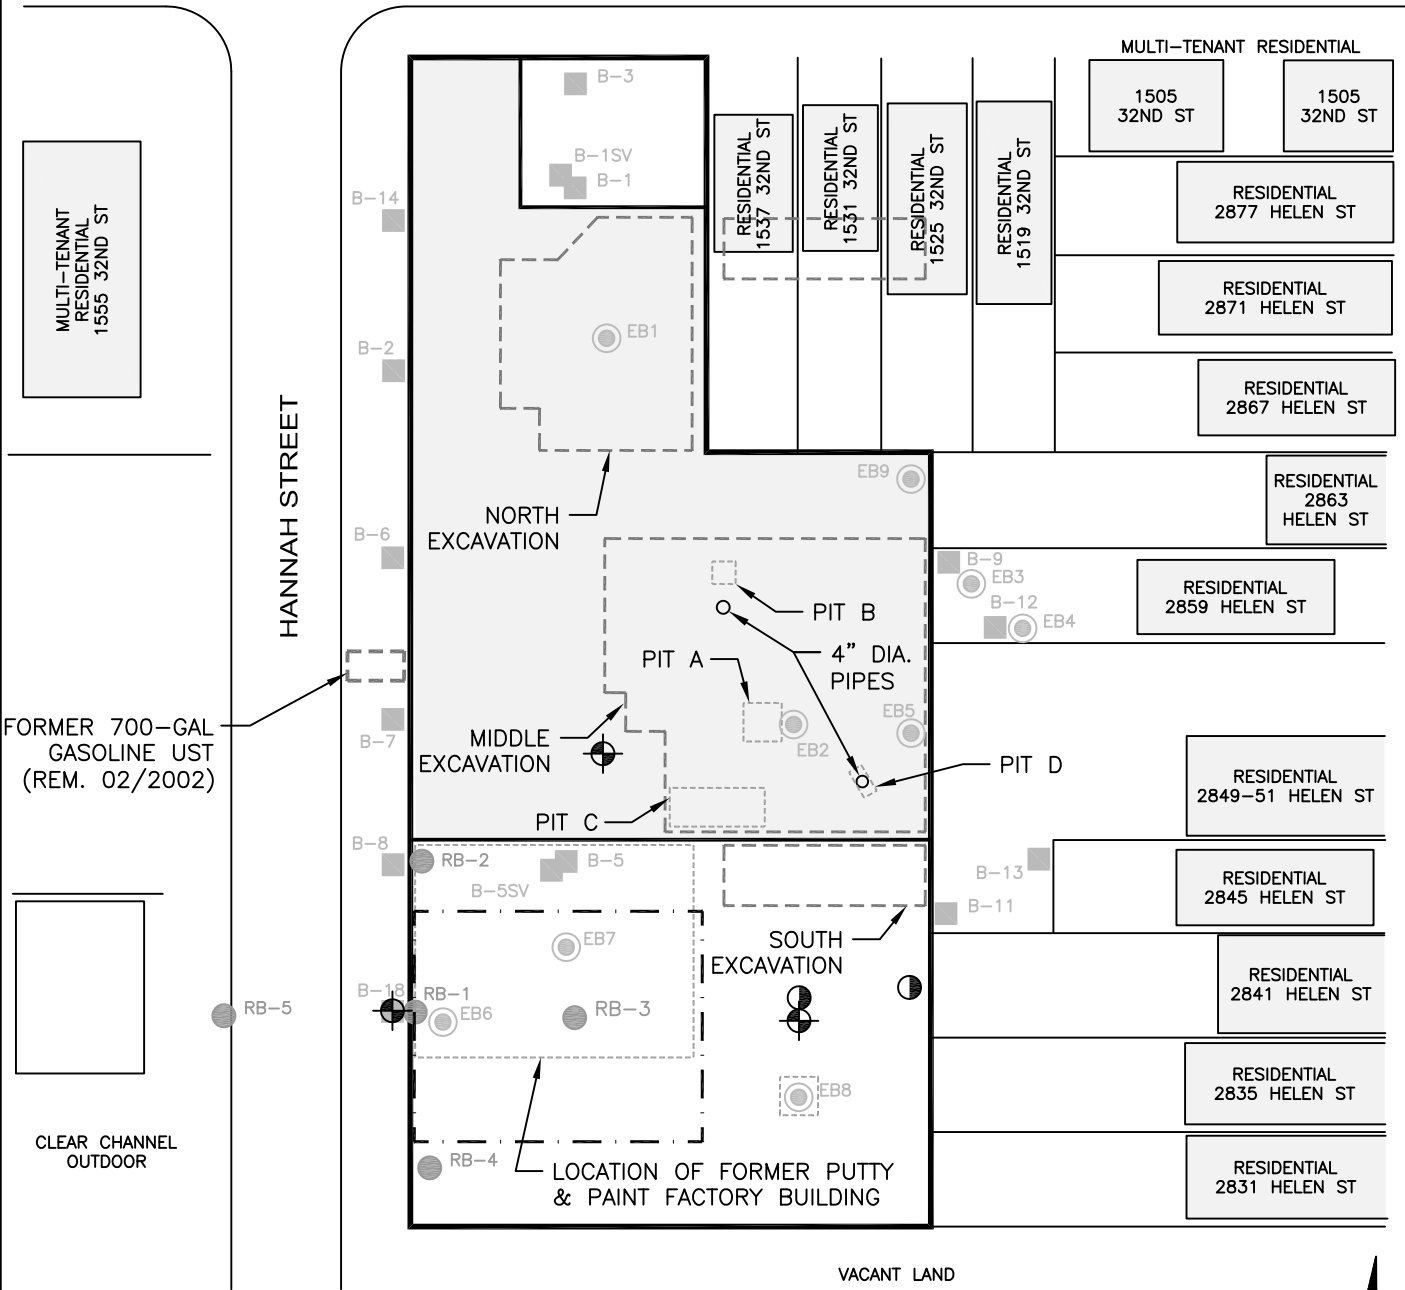 MULTI-TENANT RESIDENTIAL
1505
32ND ST
1505
32ND ST
B-3
B-1SV
B-1
B-14
RESIDENTIAL
1537 32ND ST
RESIDENTIAL
1531 32ND ST
RESIDENTIAL
1525 32ND ST
RESIDENTIAL
1519 32ND ST
RESIDENTIAL
2877 HELEN ST
MULTI-TENANT
RESIDENTIAL
1555 32ND ST
RESIDENTIAL
2871 HELEN ST
EB1
B-2
RESIDENTIAL
2867 HELEN ST
HANNAH STREET
EB9
RESIDENTIAL
2863
HELEN ST
NORTH
EXCAVATION
B-6
B-9
EB3
B-12
EB4
RESIDENTIAL
2859 HELEN ST
PIT B
4" DIA.
PIPES
PIT A
FORMER 700-GAL
GASOLINE UST
(REM. 02/2002)
B-7
MIDDLE
EXCAVATION
EB2
EB5
PIT D
RESIDENTIAL
2849-51 HELEN ST
PIT C
B-8
RB-2
B-5
B-5SV
B-13
B-11
RESIDENTIAL
2845 HELEN ST
EB7
SOUTH
EXCAVATION
RESIDENTIAL
2841 HELEN ST
B-18
RB-1
EB6
RB-3
RB-5
RESIDENTIAL
2835 HELEN ST
EB8
CLEAR CHANNEL
OUTDOOR
RB-4
LOCATION OF FORMER PUTTY
& PAINT FACTORY BUILDING
RESIDENTIAL
2831 HELEN ST
VACANT LAND